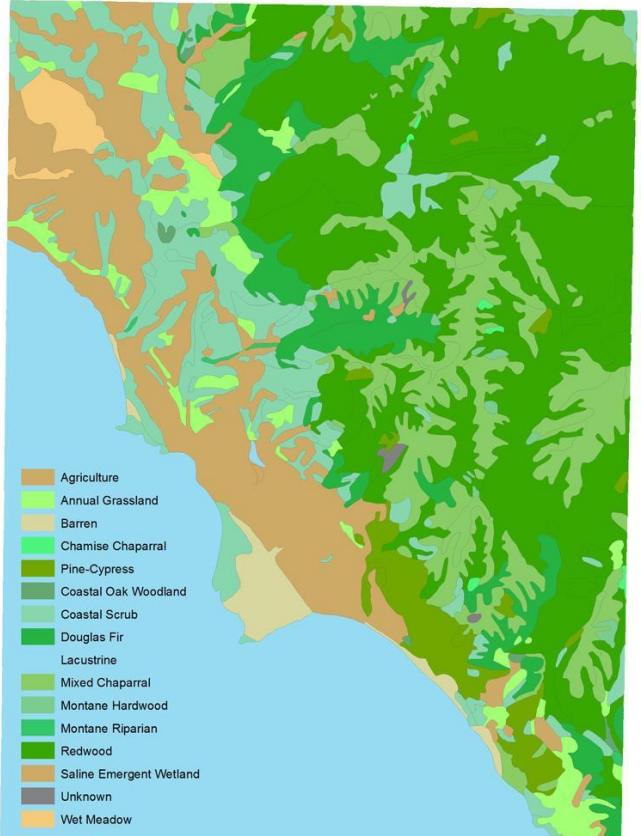 Agriculture
Annual Grassland
Barren
Chamise Chaparral
Pine-Cypress
Coastal Oak Woodland
Coastal Scrub
Douglas Fir
Lacustrine
Mixed Chaparral
Montane Hardwood
Montane Riparian
Redwood
Saline Emergent Wetland
Unknown
Wet Meadow